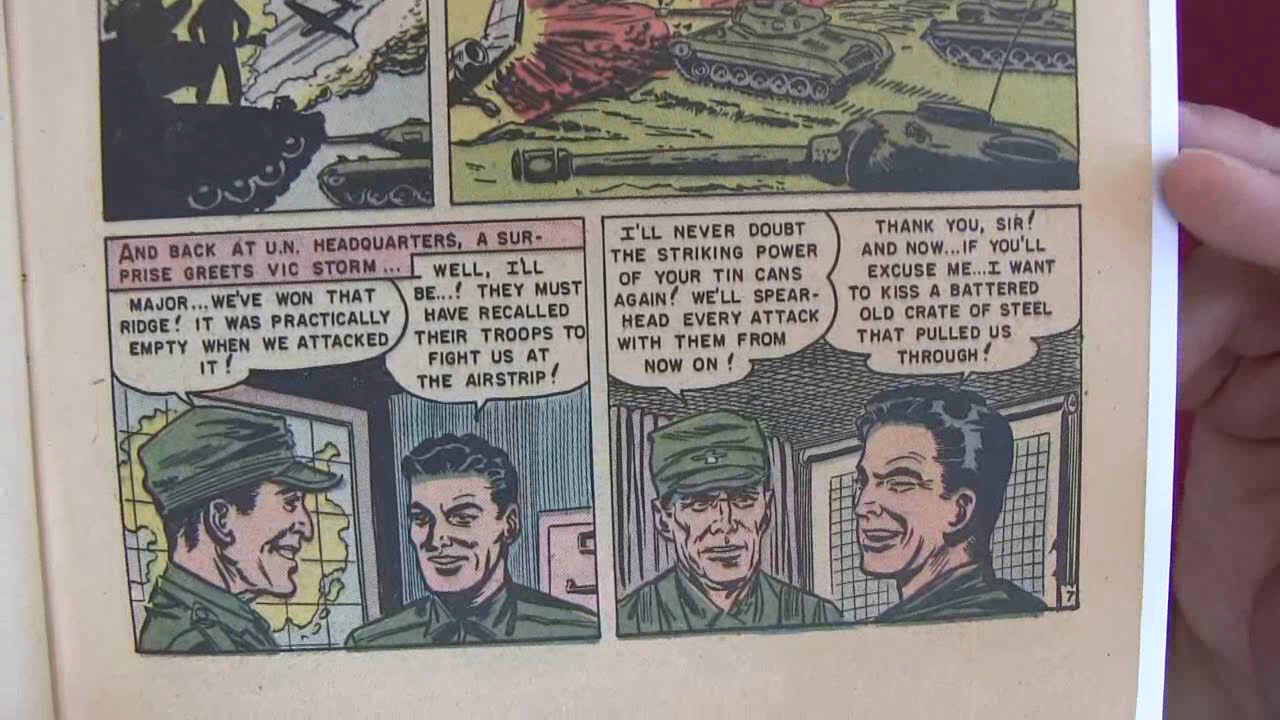 AND BACK AT U.N. HEADQUARTERS, A SUR-
PRISE GREETS VIC STORM...
MAJOR...WE'VE WON THAT
RIDGE! IT WAS PRACTICALLY
EMPTY WHEN WE ATTACKED
IT!
WELL, I'LL
BE...! THEY MUST
HAVE RECALLED
THEIR TROOPS TO
FIGHT US AT
THE AIRSTRIP!
I'LL NEVER DOUBT
THE STRIKING POWER
OF YOUR TIN CANS
AGAIN! WE'LL SPEAR-
HEAD EVERY ATTACK
WITH THEM FROM
NOW ON!
THANK YOU, SIR!
AND NOW...IF YOU'LL
EXCUSE ME...I WANT
TO KISS A BATTERED
OLD CRATE OF STEEL
THAT PULLED US
THROUGH!
7